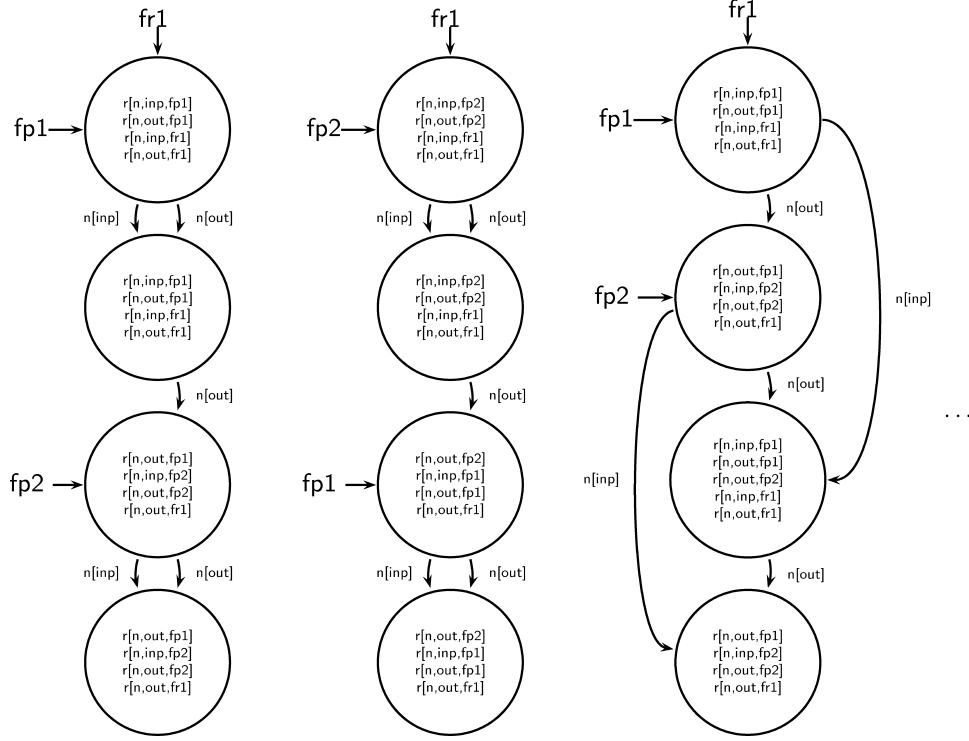 fr1
fp1
r[n,inp,fp1]
r[n,out,fp1]
r[n,inp,fr1]
r[n,out,fr1]
n[inp]
n[out]
r[n,inp,fp1]
r[n,out,fp1]
r[n,inp,fr1]
r[n,out,fr1]
n[out]
fp2
r[n,out,fp1]
r[n,inp,fp2]
r[n,out,fp2]
r[n,out,fr1]
n[inp]
n[out]
r[n,out,fp1]
r[n,inp,fp2]
r[n,out,fp2]
r[n,out,fr1]
fr1
fp2
r[n,inp,fp2]
r[n,out,fp2]
r[n,inp,fr1]
r[n,out,fr1]
n[inp]
n[out]
r[n,inp,fp2]
r[n,out,fp2]
r[n,inp,fr1]
r[n,out,fr1]
n[out]
fp1
r[n,out,fp2]
r[n,inp,fp1]
r[n,out,fp1]
r[n,out,fr1]
n[inp]
n[out]
r[n,out,fp2]
r[n,inp,fp1]
r[n,out,fp1]
r[n,out,fr1]
fr1
fp1
r[n,inp,fp1]
r[n,out,fp1]
r[n,inp,fr1]
r[n,out,fr1]
n[out]
fp2
r[n,out,fp1]
r[n,inp,fp2]
r[n,out,fp2]
r[n,out,fr1]
n[inp]
n[out]
n[inp]
r[n,inp,fp1]
r[n,out,fp1]
r[n,out,fp2]
r[n,inp,fr1]
r[n,out,fr1]
n[out]
r[n,out,fp1]
r[n,inp,fp2]
r[n,out,fp2]
r[n,out,fr1]
...